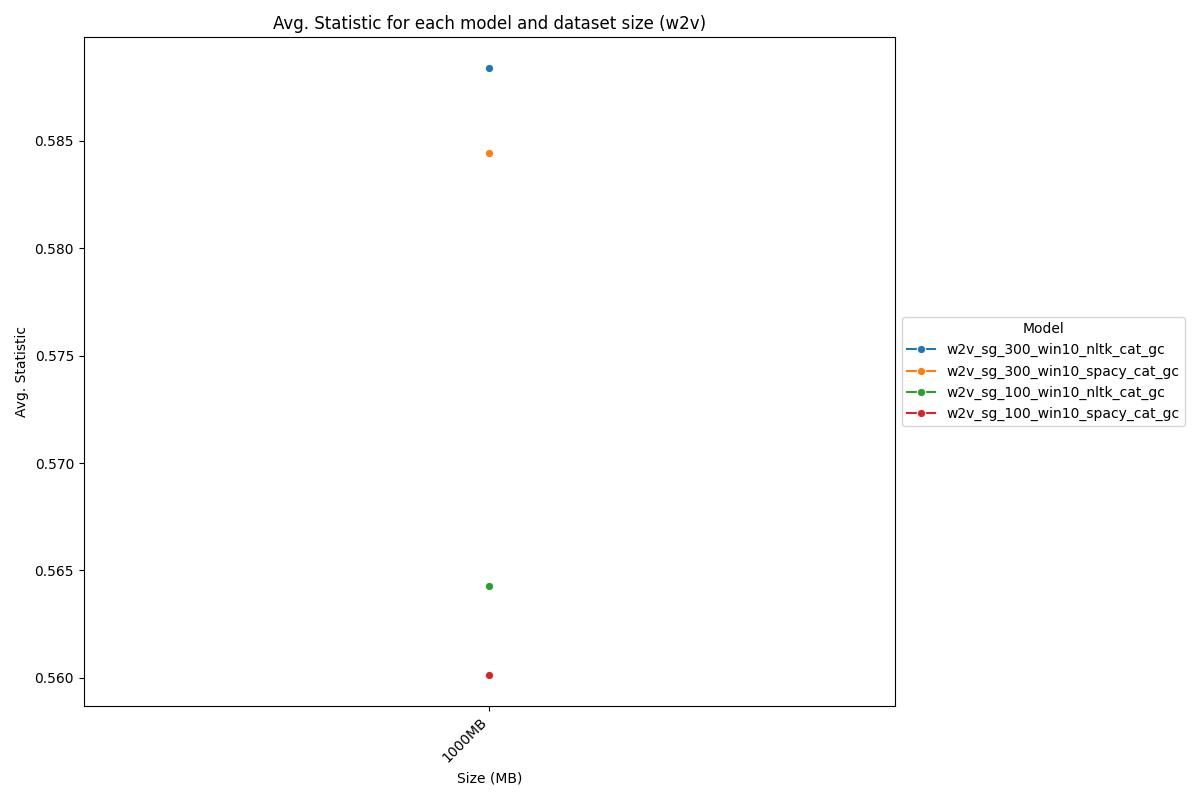 Avg. Statistic for each model and dataset size (w2v)
0.585
0.580
0.575
0.570
0.565
0.560
Avg. Statistic
1000MB
Size (MB)
Model
w2v_sg_300_win10_nltk_cat_gc
w2v_sg_300_win10_spacy_cat_gc
w2v_sg_100_win10_nltk_cat_gc
w2v_sg_100_win10_spacy_cat_gc